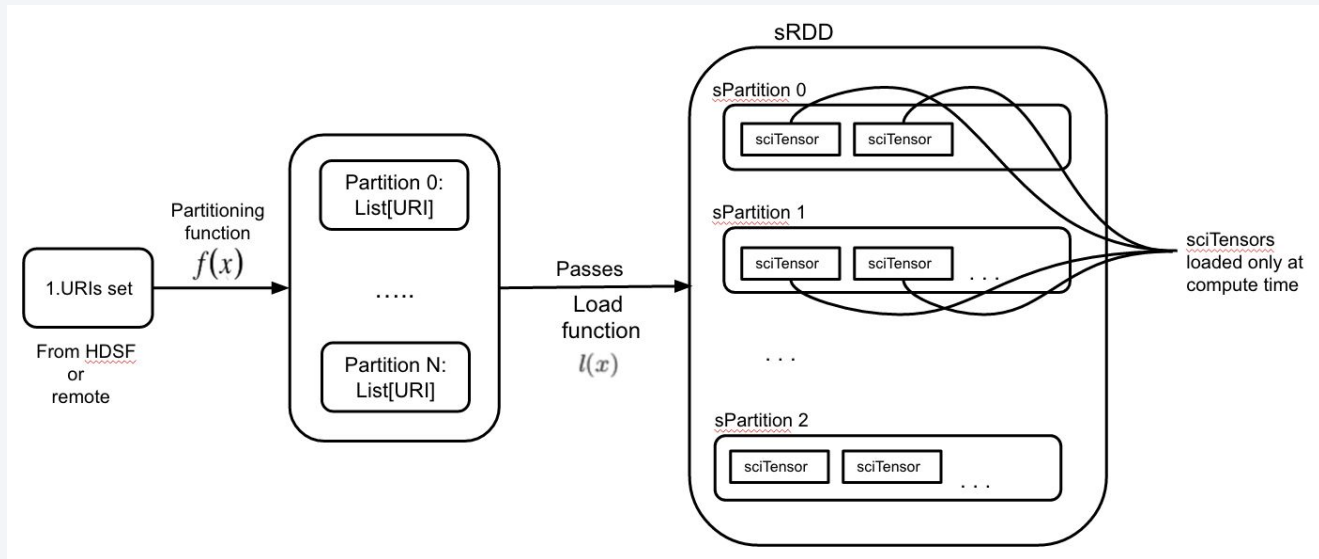 1.URIs set
From HDSF
or
remote
Partitioning
function
f(x)
Partition 0:
List[URI]
.....
Partition N:
List[URI]
Passes
Load
function
l(x)
sRDD
sPartition 0
sciTensor
sciTensor
sPartition 1
sciTensor
sciTensor
. . .
. . .
sPartition 2
sciTensor
sciTensor
. . .
sciTensors
loaded only at
compute time